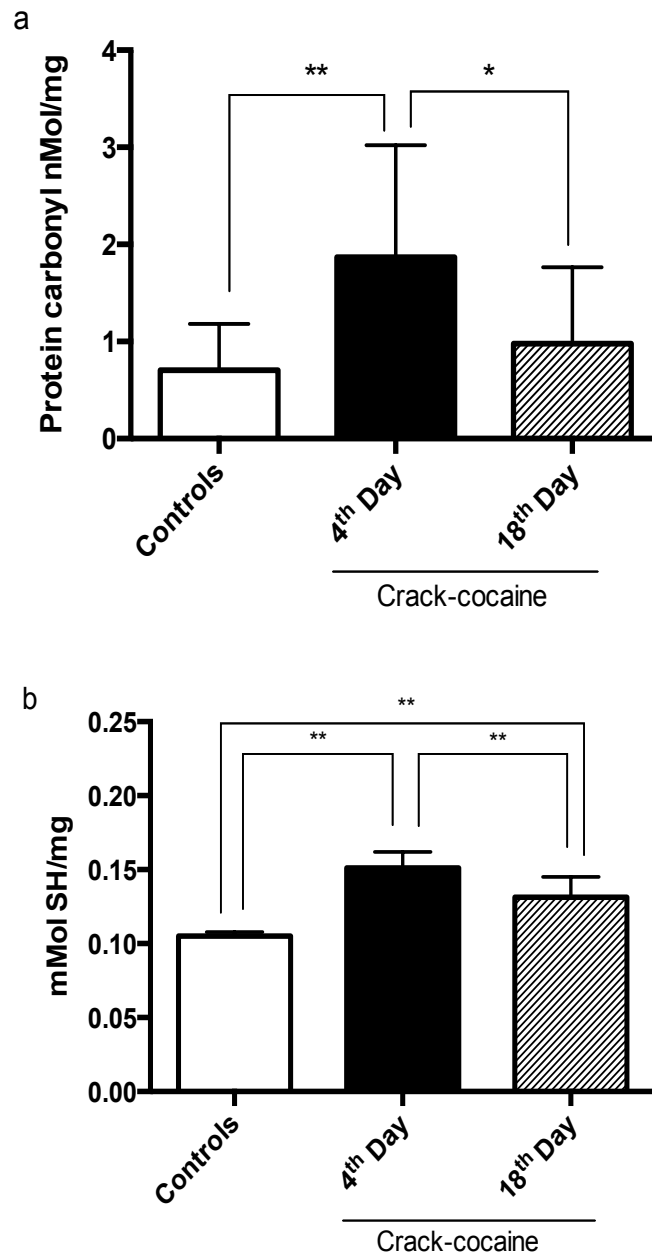 a
Protein carbonyl nMol/mg
4
3
2
1
0
**
*
Controls
4th Day
18th Day
Crack-cocaine
b
mMol SH/mg
0.25
0.20
0.15
0.10
0.05
0.00
**
**
**
Controls
4th Day
18th Day
Crack-cocaine